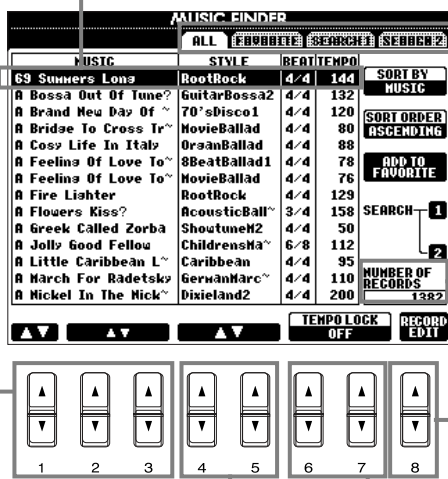 MUSIC FINDER
ALL FAVORITE SEARCH1 SEARCH2
MUSIC STYLE BEAT TEMPO
69 Summers Long RootRock 4/4 144
A Bossa Out Of Tune? GuitarBossa2 4/4 132
A Brand New Day Of ~ 70'sDisco1 4/4 120
A Bridge To Cross Tr~ MovieBallad 4/4 80
A Cosy Life In Italy OrganBallad 4/4 88
A Feeling Of Love To~ 8BeatBallad1 4/4 78
A Feeling Of Love To~ MovieBallad 4/4 76
A Fire Lighter RootRock 4/4 129
A Flowers Kiss? AcousticBall~ 3/4 158
A Greek Called Zorba ShowtuneM2 4/4 50
A Jolly Good Fellow ChildrensMa~ 6/8 112
A Little Caribbean L~ Caribbean 4/4 95
A March For Radetsky GermanMarc~ 4/4 110
A Nickel In The Nick~ Dixieland2 4/4 200
SORT BY
MUSIC
SORT ORDER
ASCENDING
ADD TO
FAVORITE
SEARCH 1
2
NUMBER OF
RECORDS
1382
TEMPO LOCK
OFF
RECORD
EDIT
1 2 3 4 5 6 7 8